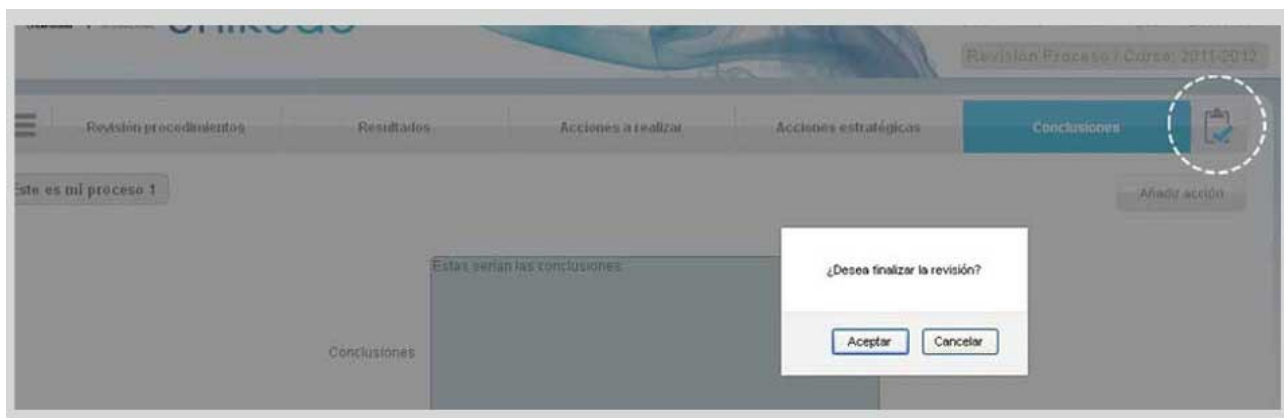 Revisión Proceso / Curso: 2011-2012
Revisión procedimientos
Resultados
Acciones a realizar
Acciones estratégicas
Conclusiones
Este es mi proceso 1
Añadir acción
Estas serían las conclusiones
¿Desea finalizar la revisión?
Aceptar
Cancelar
Conclusiones